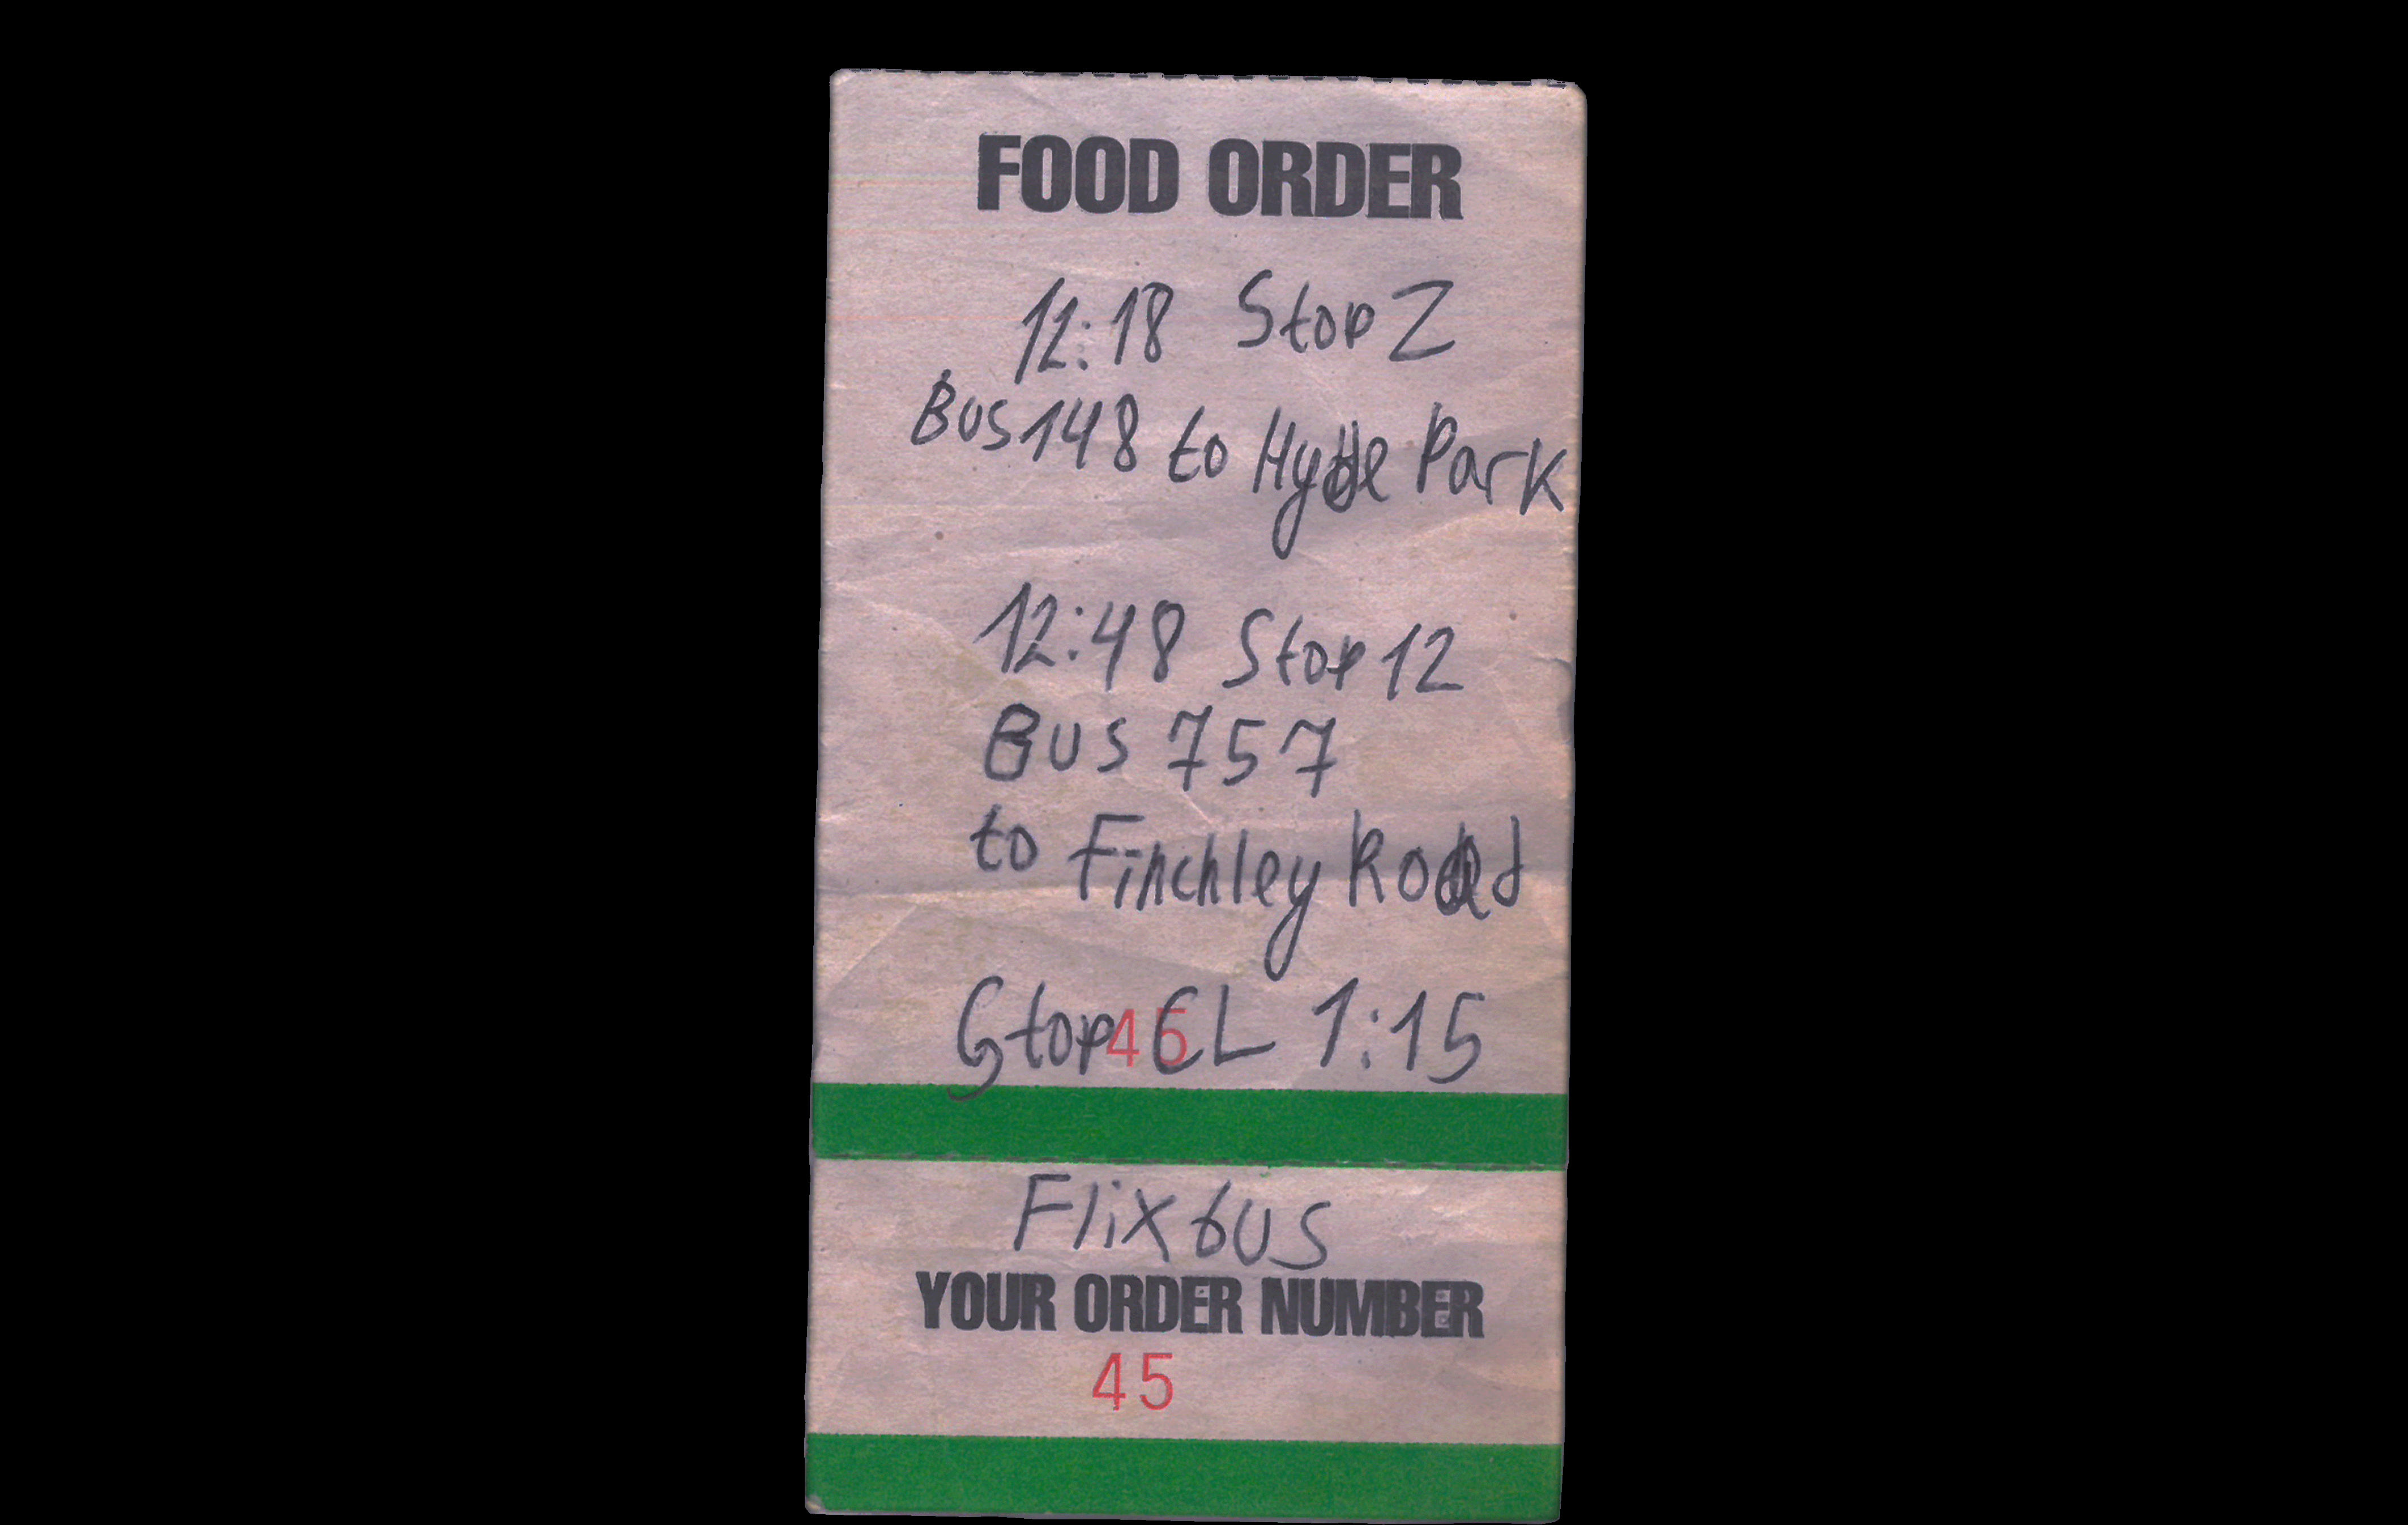 FOOD ORDER
12:18 Stop Z
Bus 148 to Hyde Park
12:48 Stop 12
Bus 757
to Finchley Road
Stop CL 1:15
45
Flixbus
YOUR ORDER NUMBER
45